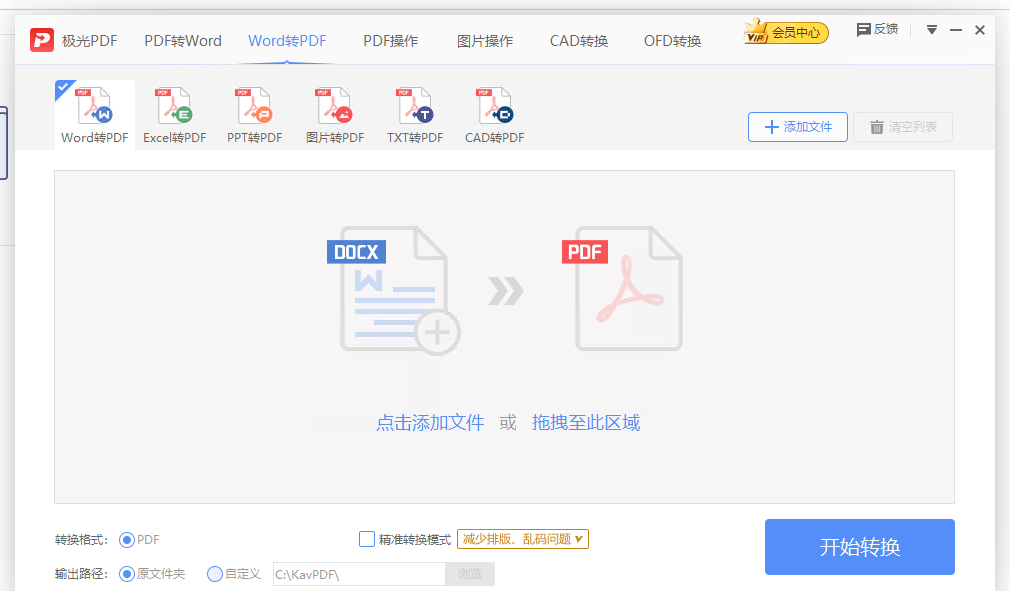 极光PDF PDF转Word Word转PDF PDF操作 图片操作 CAD转换 OFD转换 VIP 会员中心 反馈
PDF PDF PDF PDF PDF PDF
W E P T
Word转PDF Excel转PDF PPT转PDF 图片转PDF TXT转PDF CAD转PDF
添加文件 清空列表
DOCX PDF
W
点击添加文件 或 拖拽至此区域
转换格式: PDF 精准转换模式 减少排版、乱码问题
开始转换
输出路径: 原文件夹 自定义 C:\KavPDF\ 浏览